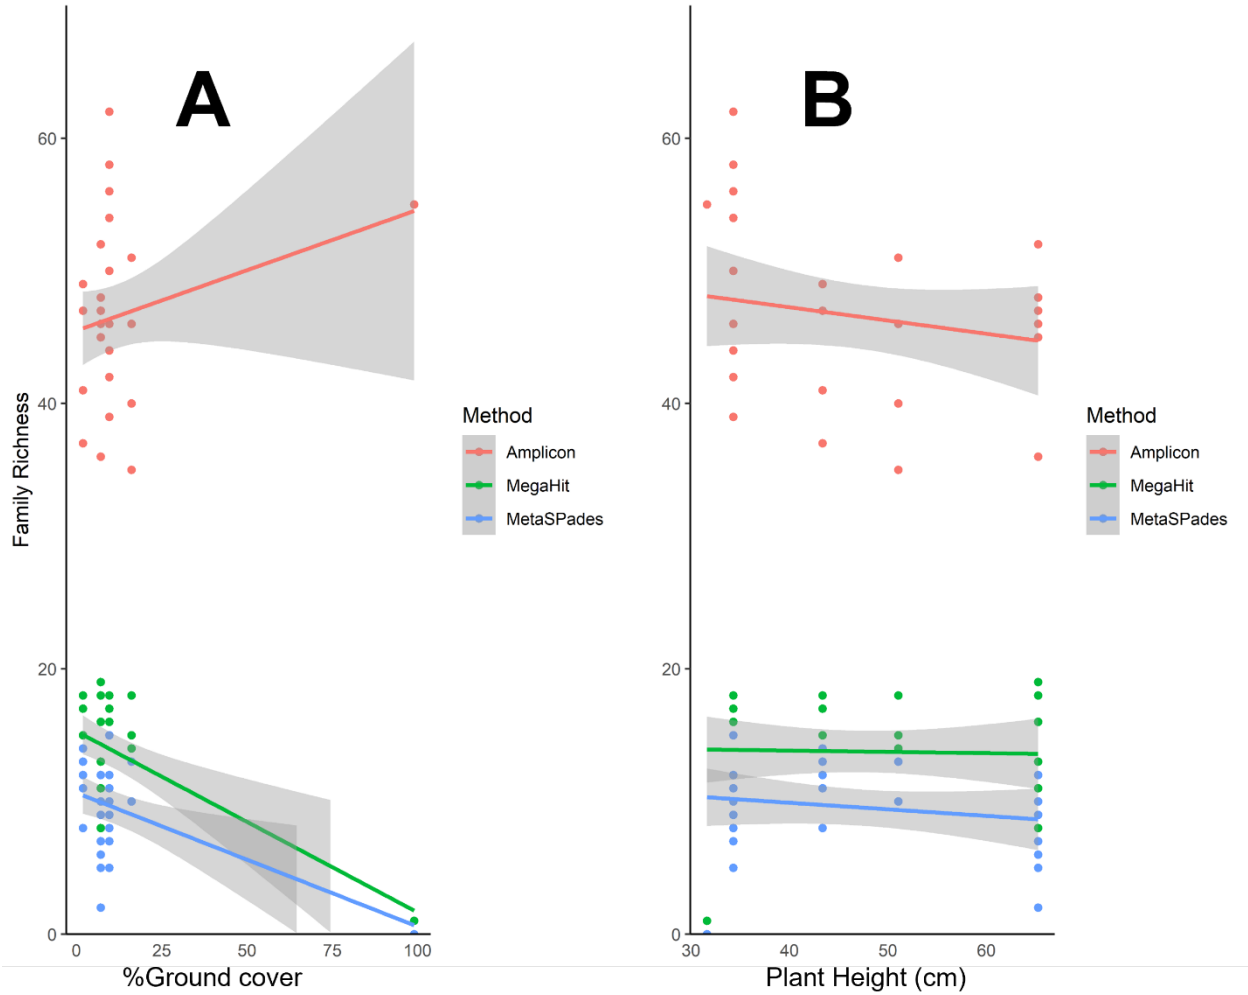 A
B
60
40
20
0
Family Richness
0 25 50 75 100
%Ground cover
Method
Amplicon
MegaHit
MetaSPades
60
40
20
0
30 40 50 60
Plant Height (cm)
Method
Amplicon
MegaHit
MetaSPades